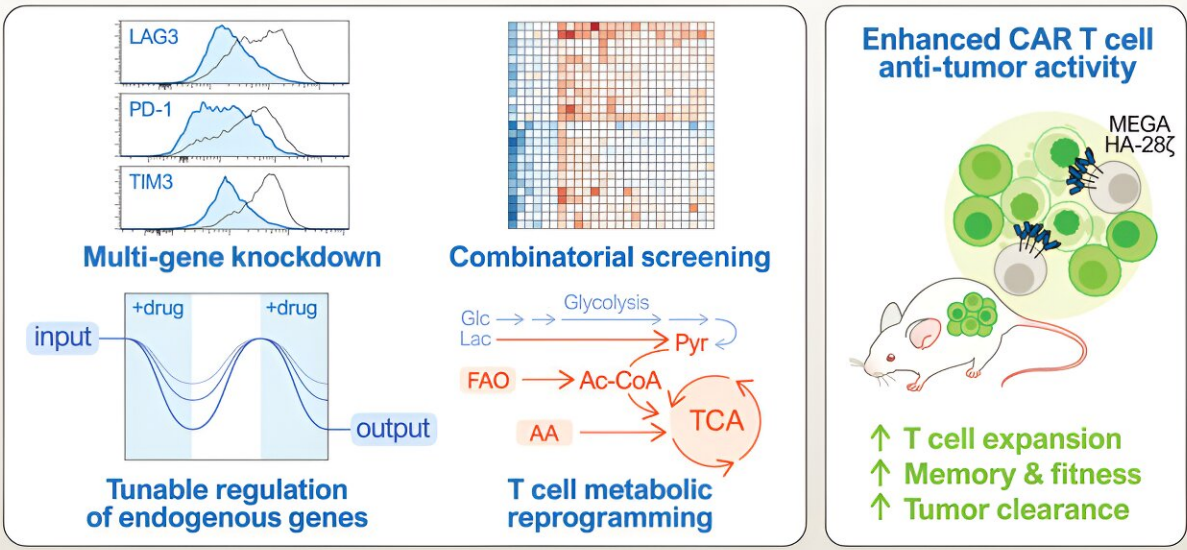 LAG3
PD-1
TIM3
Multi-gene knockdown
Combinatorial screening
+drug
+drug
input
output
Tunable regulation
of endogenous genes
Glycolysis
Glc
Lac
Pyr
FAO
Ac-CoA
TCA
AA
T cell metabolic
reprogramming
Enhanced CAR T cell
anti-tumor activity
MEGA
HA-28ζ
↑ T cell expansion
↑ Memory & fitness
↑ Tumor clearance